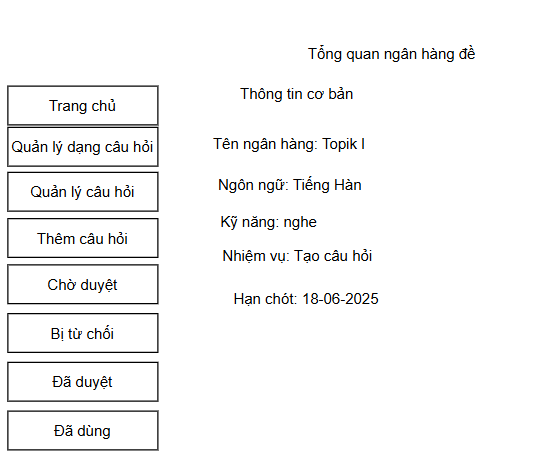 Tổng quan ngân hàng đề
Thông tin cơ bản
Trang chủ
Quản lý dạng câu hỏi
Quản lý câu hỏi
Thêm câu hỏi
Chờ duyệt
Bị từ chối
Đã duyệt
Đã dùng
Tên ngân hàng: Topik I
Ngôn ngữ: Tiếng Hàn
Kỹ năng: nghe
Nhiệm vụ: Tạo câu hỏi
Hạn chót: 18-06-2025